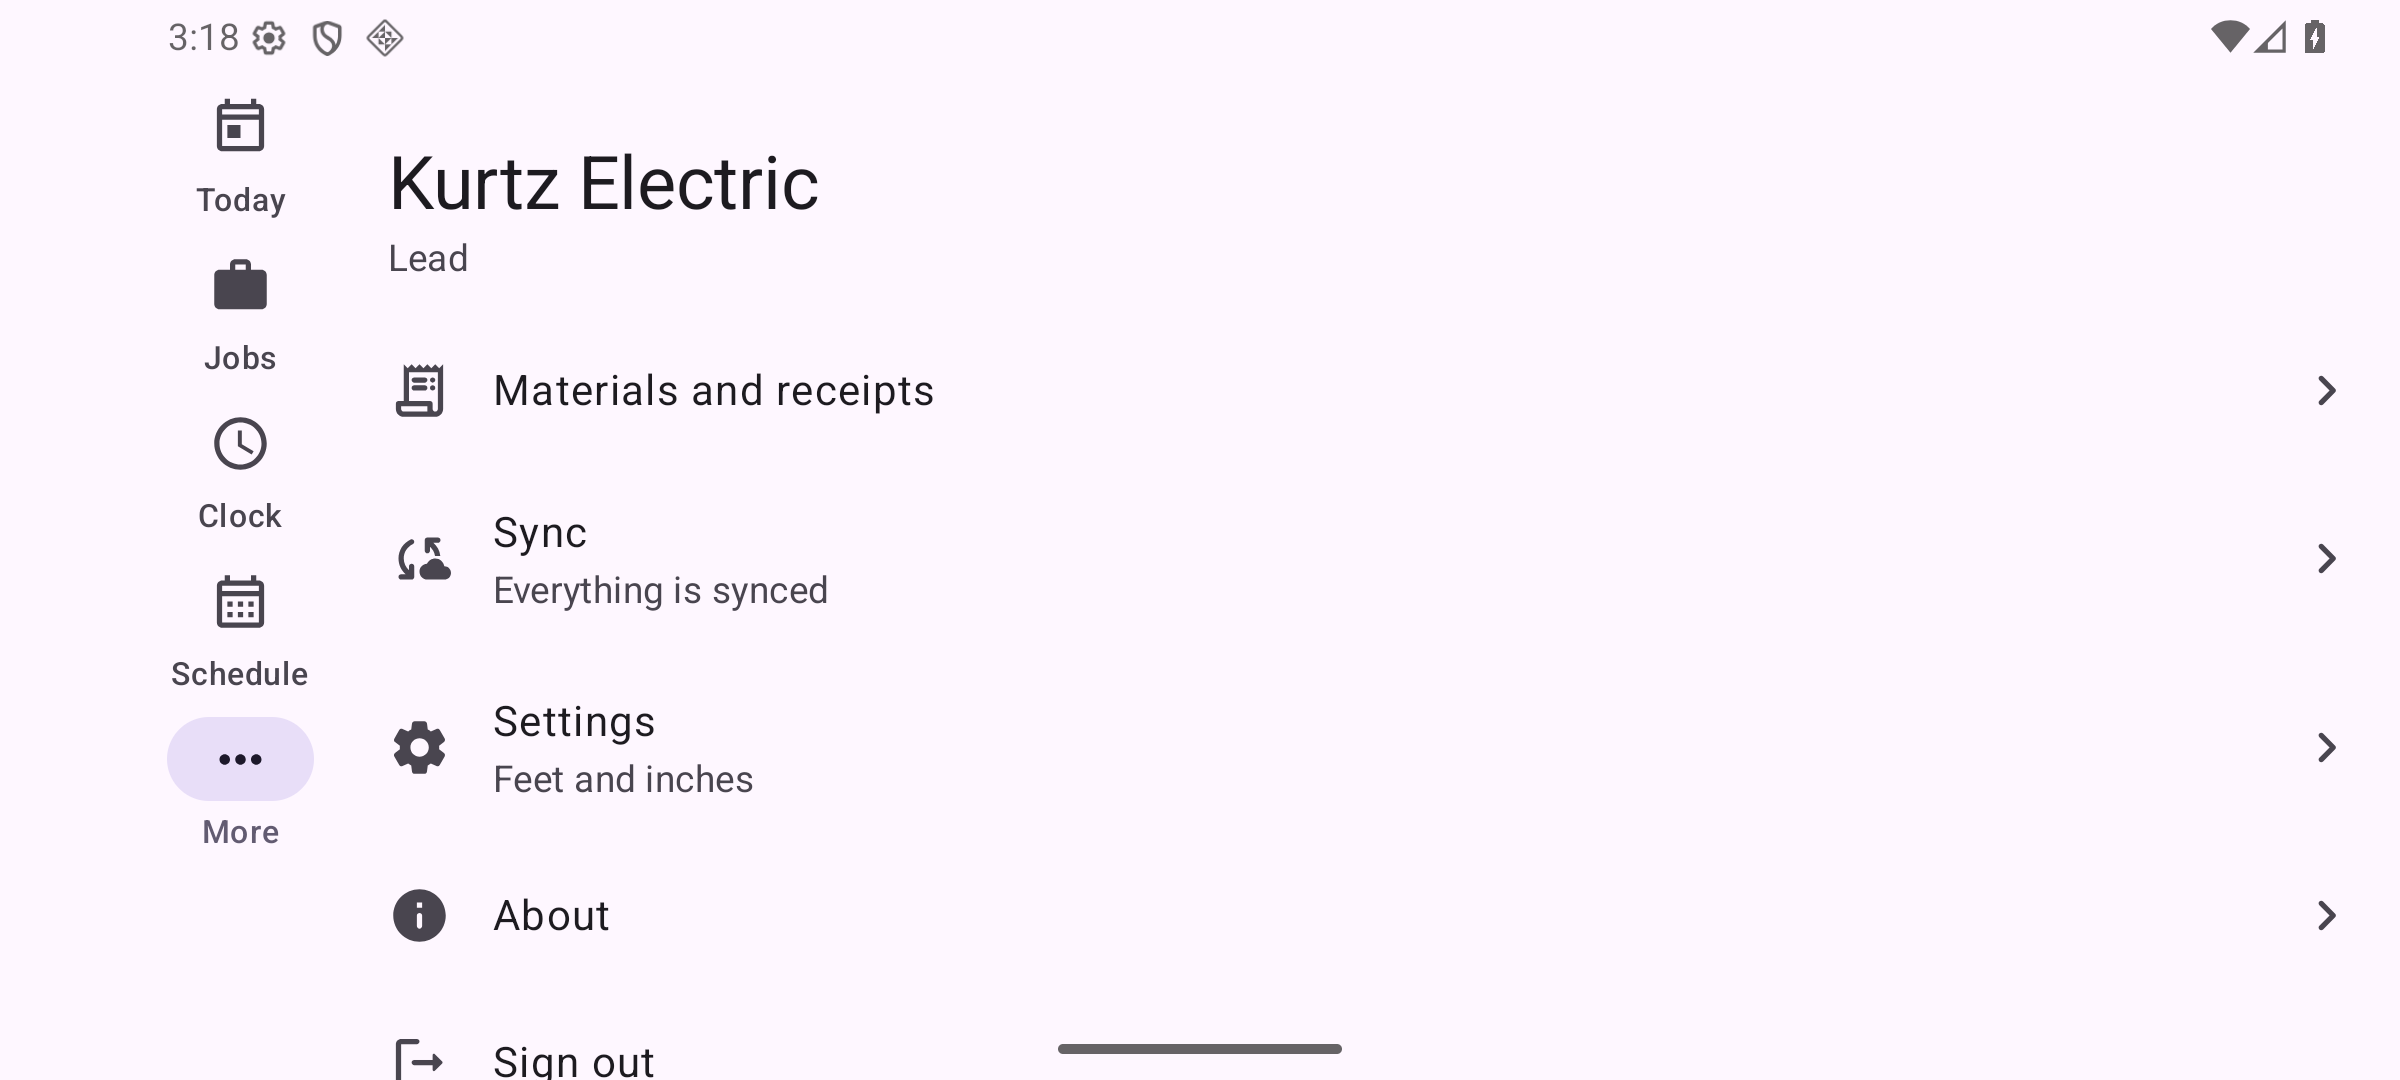 3:18
Today
Jobs
Clock
Schedule
More
Kurtz Electric
Lead
Materials and receipts
Sync
Everything is synced
Settings
Feet and inches
About
Sign out